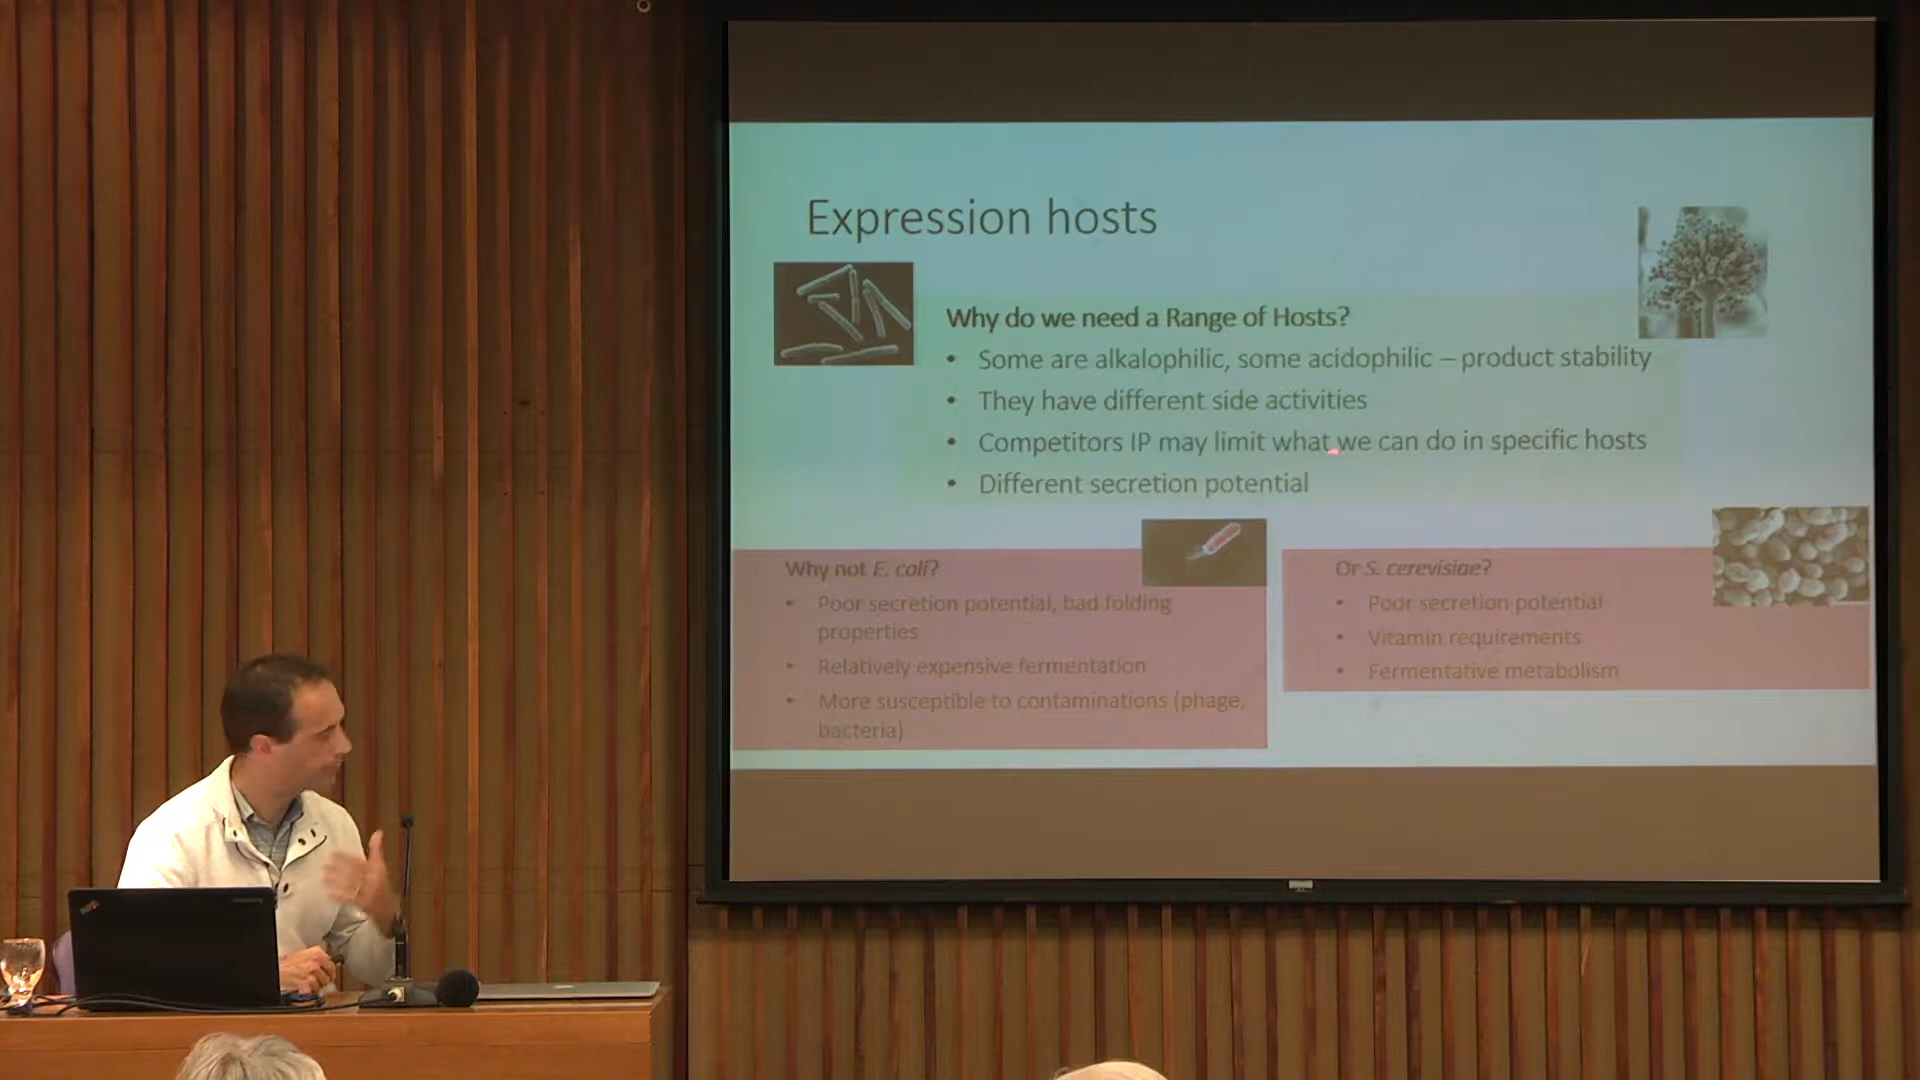 Expression hosts
Why do we need a Range of Hosts?
• Some are alkalophilic, some acidophilic – product stability
• They have different side activities
• Competitors IP may limit what we can do in specific hosts
• Different secretion potential
Why not E. coli?
• Poor secretion potential, bad folding
properties
• Relatively expensive fermentation
• More susceptible to contaminations (phage,
bacteria)
Or S. cerevisiae?
• Poor secretion potential
• Vitamin requirements
• Fermentative metabolism